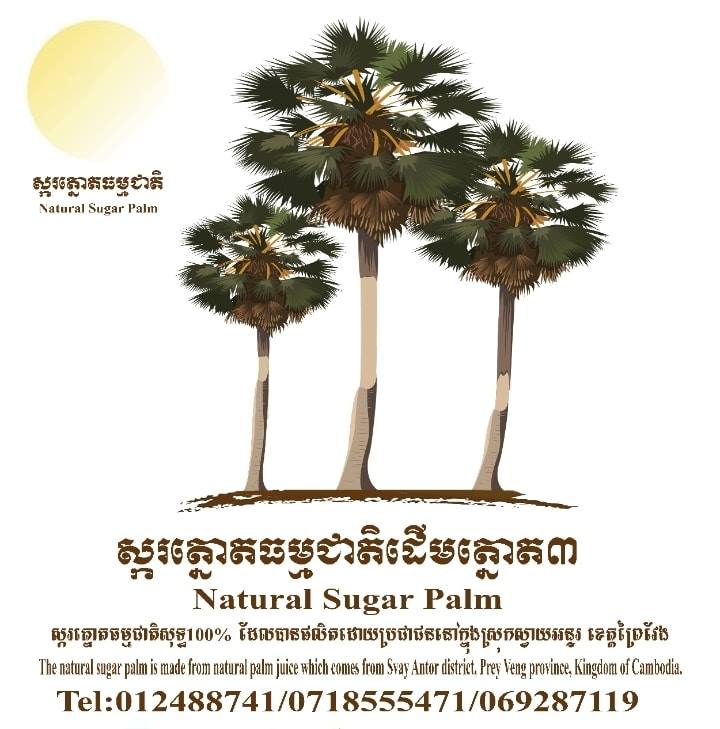 ស្ករត្នោតធម្មជាតិ
Natural Sugar Palm
ស្ករត្នោតធម្មជាតិដើមត្នោត៣
Natural Sugar Palm
ស្ករត្នោតធម្មជាតិសុទ្ធ100% ដែលបានផលិតដោយប្រជាជននៅក្នុងស្រុកស្វាយអន្ទរ ខេត្តព្រៃវែង
The natural sugar palm is made from natural palm juice which comes from Svay Antor district, Prey Veng province, Kingdom of Cambodia.
Tel:012488741/0718555471/069287119